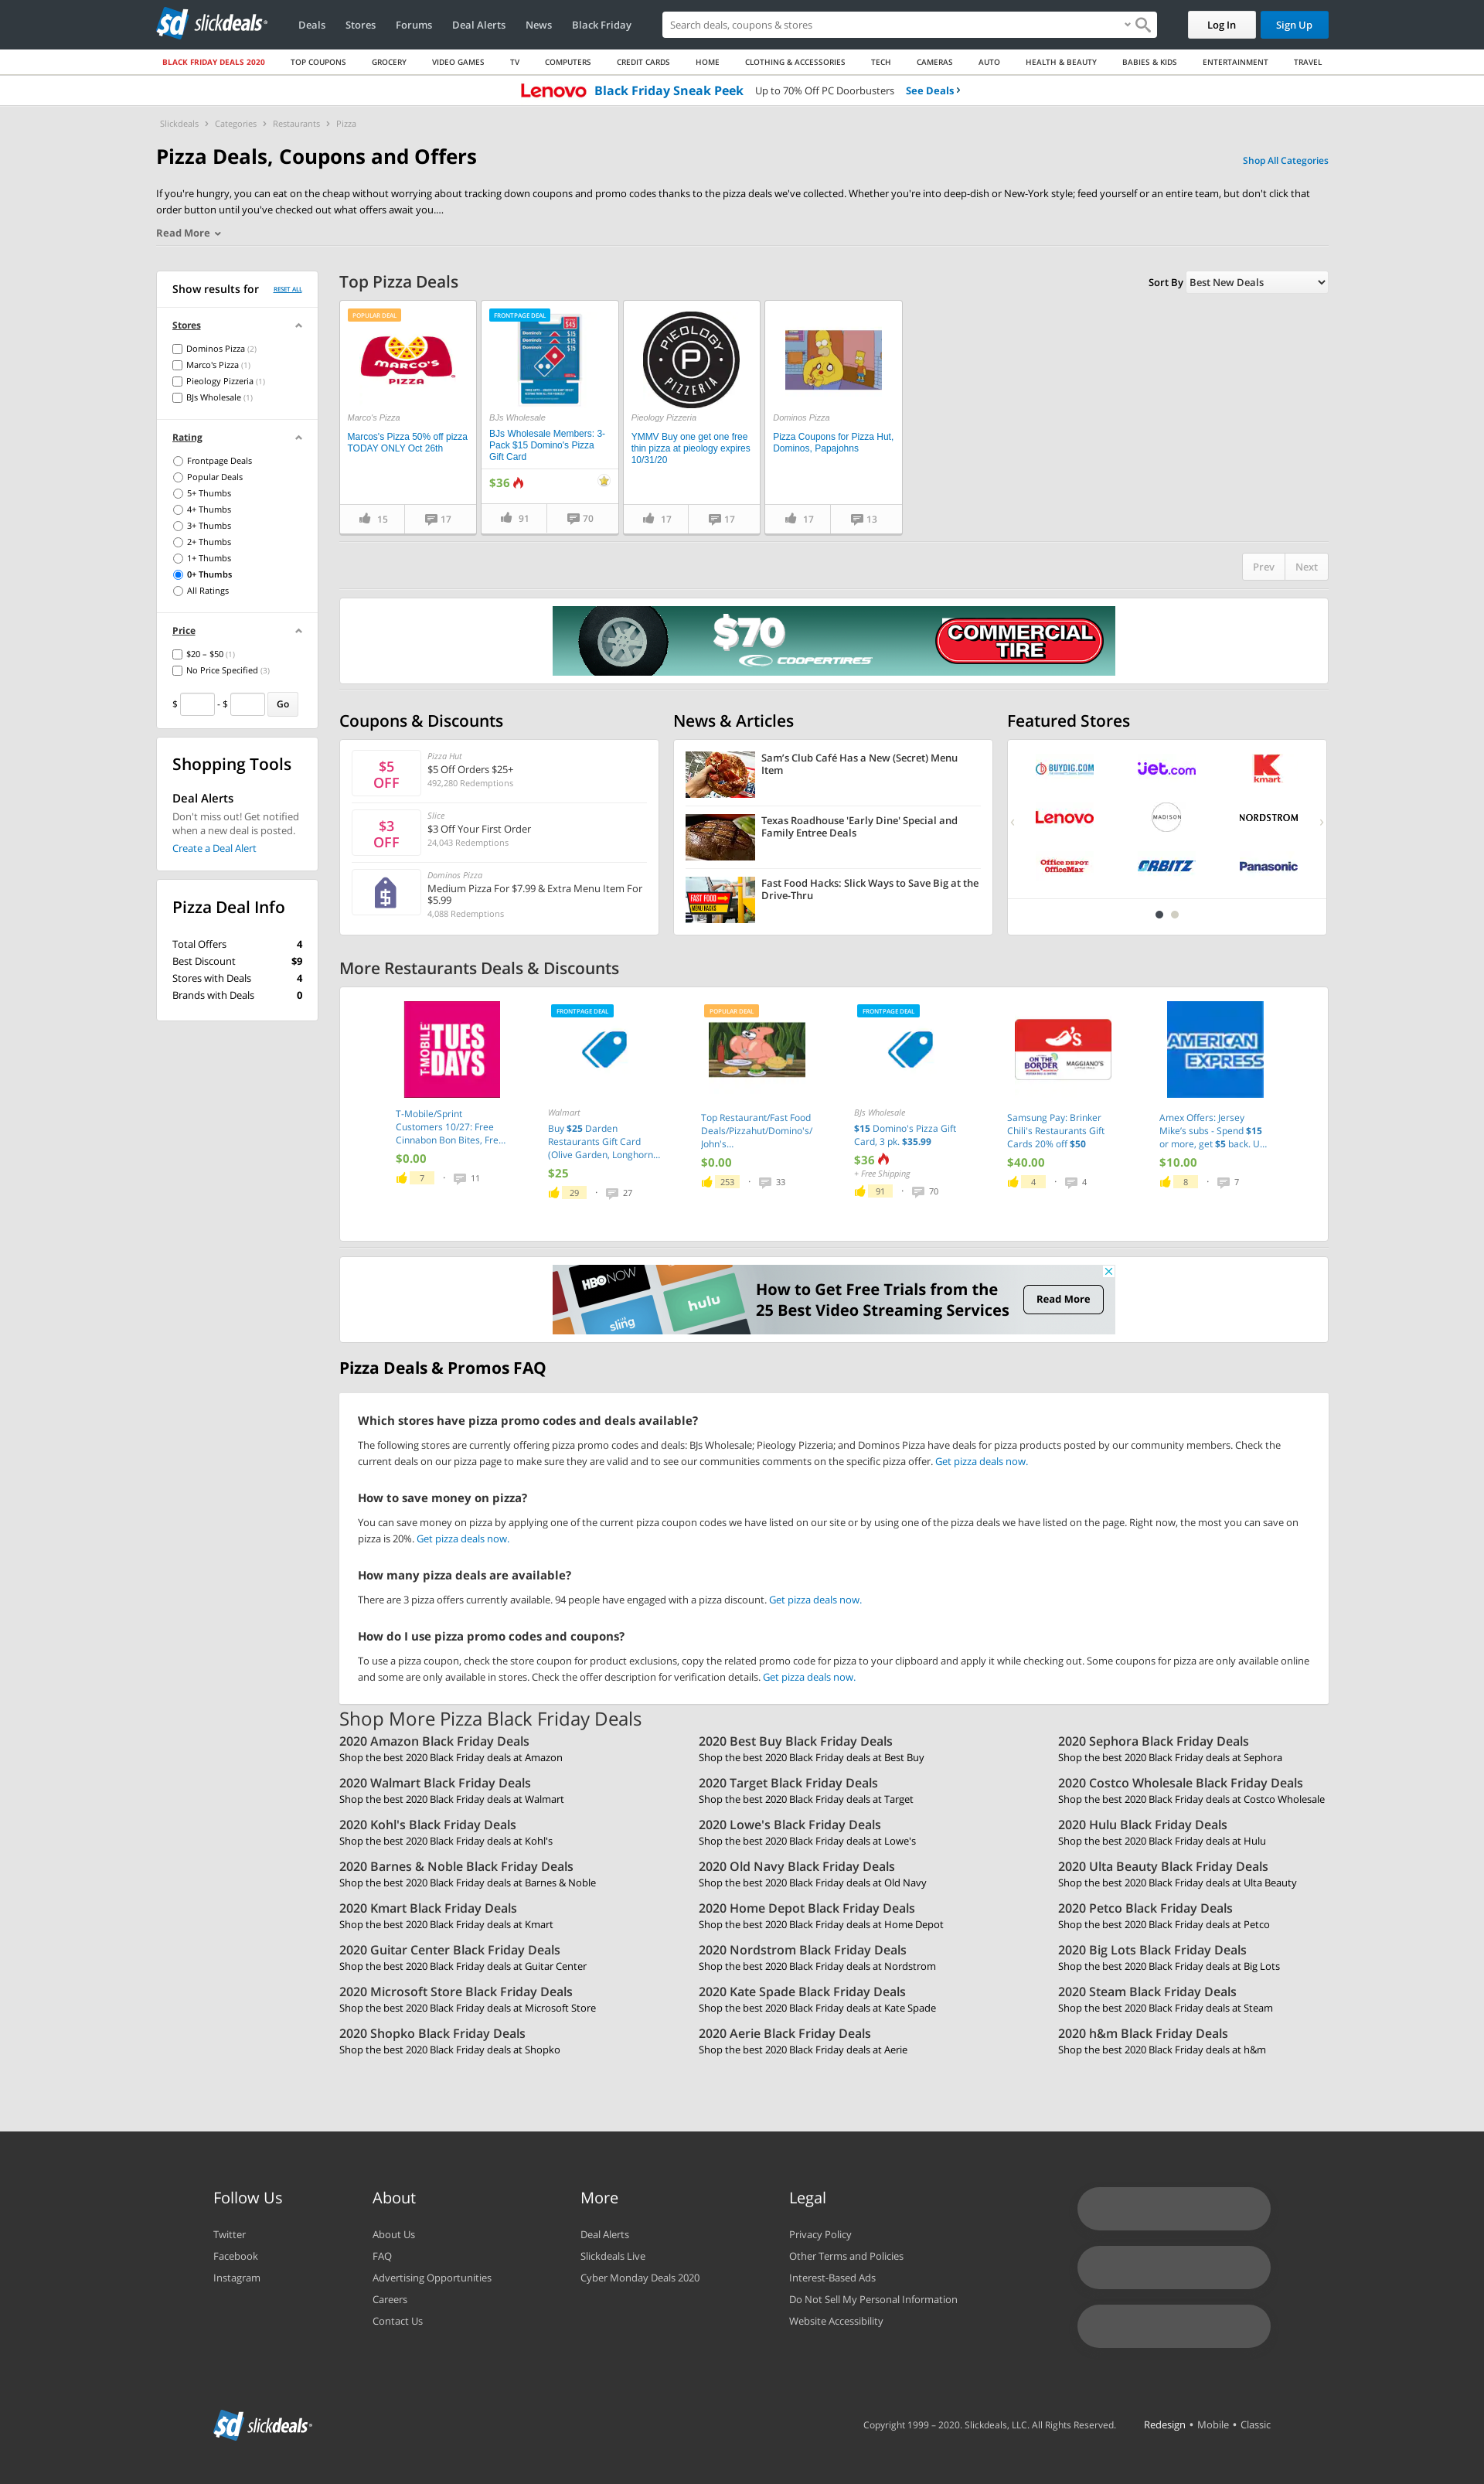 sd slickdeals
Deals Stores Forums Deal Alerts News Black Friday
Search deals, coupons & stores
Log In Sign Up
BLACK FRIDAY DEALS 2020 TOP COUPONS GROCERY VIDEO GAMES TV COMPUTERS CREDIT CARDS HOME CLOTHING & ACCESSORIES TECH CAMERAS AUTO HEALTH & BEAUTY BABIES & KIDS ENTERTAINMENT TRAVEL
Lenovo Black Friday Sneak Peek Up to 70% Off PC Doorbusters See Deals ›
Slickdeals › Categories › Restaurants › Pizza
Pizza Deals, Coupons and Offers
Shop All Categories
If you're hungry, you can eat on the cheap without worrying about tracking down coupons and promo codes thanks to the pizza deals we've collected. Whether you're into deep-dish or New-York style; feed yourself or an entire team, but don't click that
order button until you've checked out what offers await you....
Read More
Show results for RESET ALL
Stores
Dominos Pizza (2)
Marco's Pizza (1)
Pieology Pizzeria (1)
BJs Wholesale (1)
Rating
Frontpage Deals
Popular Deals
5+ Thumbs
4+ Thumbs
3+ Thumbs
2+ Thumbs
1+ Thumbs
0+ Thumbs
All Ratings
Price
$20 – $50 (1)
No Price Specified (3)
$ - $ Go
Shopping Tools
Deal Alerts
Don't miss out! Get notified
when a new deal is posted.
Create a Deal Alert
Pizza Deal Info
Total Offers 4
Best Discount $9
Stores with Deals 4
Brands with Deals 0
Top Pizza Deals
Sort By Best New Deals
POPULAR DEAL
MARCO'S
PIZZA
Marco's Pizza
Marcos's Pizza 50% off pizza
TODAY ONLY Oct 26th
15 17
FRONTPAGE DEAL
$45
Domino's $15
Domino's $15
Domino's $15
BJs Wholesale
BJs Wholesale Members: 3-
Pack $15 Domino's Pizza
Gift Card
$36
91 70
PIEOLOGY
P
PIZZERIA
Pieology Pizzeria
YMMV Buy one get one free
thin pizza at pieology expires
10/31/20
17 17
Dominos Pizza
Pizza Coupons for Pizza Hut,
Dominos, Papajohns
17 13
Prev Next
$70
COOPERTIRES
COMMERCIAL
TIRE
Coupons & Discounts
$5
OFF
Pizza Hut
$5 Off Orders $25+
492,280 Redemptions
$3
OFF
Slice
$3 Off Your First Order
24,043 Redemptions
$
Dominos Pizza
Medium Pizza For $7.99 & Extra Menu Item For
$5.99
4,088 Redemptions
News & Articles
Sam's Club Café Has a New (Secret) Menu
Item
Texas Roadhouse 'Early Dine' Special and
Family Entree Deals
FAST FOOD
MENU HACKS
Fast Food Hacks: Slick Ways to Save Big at the
Drive-Thru
Featured Stores
BUYDIG.COM jet.com K kmart
Lenovo MADISON NORDSTROM
Office DEPOT OfficeMax ORBITZ Panasonic
More Restaurants Deals & Discounts
T-MOBILE
TUES
DAYS
T-Mobile/Sprint
Customers 10/27: Free
Cinnabon Bon Bites, Fre...
$0.00
7 · 11
FRONTPAGE DEAL
Walmart
Buy $25 Darden
Restaurants Gift Card
(Olive Garden, Longhorn...
$25
29 · 27
POPULAR DEAL
Top Restaurant/Fast Food
Deals/Pizzahut/Domino's/
John's...
$0.00
253 · 33
FRONTPAGE DEAL
BJs Wholesale
$15 Domino's Pizza Gift
Card, 3 pk. $35.99
$36
+ Free Shipping
91 · 70
ON THE
BORDER
MAGGIANO'S
Samsung Pay: Brinker
Chili's Restaurants Gift
Cards 20% off $50
$40.00
4 · 4
AMERICAN
EXPRESS
Amex Offers: Jersey
Mike's subs - Spend $15
or more, get $5 back. U...
$10.00
8 · 7
HBO NOW
hulu
sling
How to Get Free Trials from the
25 Best Video Streaming Services
Read More
Pizza Deals & Promos FAQ
Which stores have pizza promo codes and deals available?
The following stores are currently offering pizza promo codes and deals: BJs Wholesale; Pieology Pizzeria; and Dominos Pizza have deals for pizza products posted by our community members. Check the
current deals on our pizza page to make sure they are valid and to see our communities comments on the specific pizza offer. Get pizza deals now.
How to save money on pizza?
You can save money on pizza by applying one of the current pizza coupon codes we have listed on our site or by using one of the pizza deals we have listed on the page. Right now, the most you can save on
pizza is 20%. Get pizza deals now.
How many pizza deals are available?
There are 3 pizza offers currently available. 94 people have engaged with a pizza discount. Get pizza deals now.
How do I use pizza promo codes and coupons?
To use a pizza coupon, check the store coupon for product exclusions, copy the related promo code for pizza to your clipboard and apply it while checking out. Some coupons for pizza are only available online
and some are only available in stores. Check the offer description for verification details. Get pizza deals now.
Shop More Pizza Black Friday Deals
2020 Amazon Black Friday Deals 2020 Best Buy Black Friday Deals 2020 Sephora Black Friday Deals
Shop the best 2020 Black Friday deals at Amazon Shop the best 2020 Black Friday deals at Best Buy Shop the best 2020 Black Friday deals at Sephora
2020 Walmart Black Friday Deals 2020 Target Black Friday Deals 2020 Costco Wholesale Black Friday Deals
Shop the best 2020 Black Friday deals at Walmart Shop the best 2020 Black Friday deals at Target Shop the best 2020 Black Friday deals at Costco Wholesale
2020 Kohl's Black Friday Deals 2020 Lowe's Black Friday Deals 2020 Hulu Black Friday Deals
Shop the best 2020 Black Friday deals at Kohl's Shop the best 2020 Black Friday deals at Lowe's Shop the best 2020 Black Friday deals at Hulu
2020 Barnes & Noble Black Friday Deals 2020 Old Navy Black Friday Deals 2020 Ulta Beauty Black Friday Deals
Shop the best 2020 Black Friday deals at Barnes & Noble Shop the best 2020 Black Friday deals at Old Navy Shop the best 2020 Black Friday deals at Ulta Beauty
2020 Kmart Black Friday Deals 2020 Home Depot Black Friday Deals 2020 Petco Black Friday Deals
Shop the best 2020 Black Friday deals at Kmart Shop the best 2020 Black Friday deals at Home Depot Shop the best 2020 Black Friday deals at Petco
2020 Guitar Center Black Friday Deals 2020 Nordstrom Black Friday Deals 2020 Big Lots Black Friday Deals
Shop the best 2020 Black Friday deals at Guitar Center Shop the best 2020 Black Friday deals at Nordstrom Shop the best 2020 Black Friday deals at Big Lots
2020 Microsoft Store Black Friday Deals 2020 Kate Spade Black Friday Deals 2020 Steam Black Friday Deals
Shop the best 2020 Black Friday deals at Microsoft Store Shop the best 2020 Black Friday deals at Kate Spade Shop the best 2020 Black Friday deals at Steam
2020 Shopko Black Friday Deals 2020 Aerie Black Friday Deals 2020 h&m Black Friday Deals
Shop the best 2020 Black Friday deals at Shopko Shop the best 2020 Black Friday deals at Aerie Shop the best 2020 Black Friday deals at h&m
Follow Us
Twitter
Facebook
Instagram
About
About Us
FAQ
Advertising Opportunities
Careers
Contact Us
More
Deal Alerts
Slickdeals Live
Cyber Monday Deals 2020
Legal
Privacy Policy
Other Terms and Policies
Interest-Based Ads
Do Not Sell My Personal Information
Website Accessibility
sd slickdeals
Copyright 1999 – 2020. Slickdeals, LLC. All Rights Reserved. Redesign • Mobile • Classic